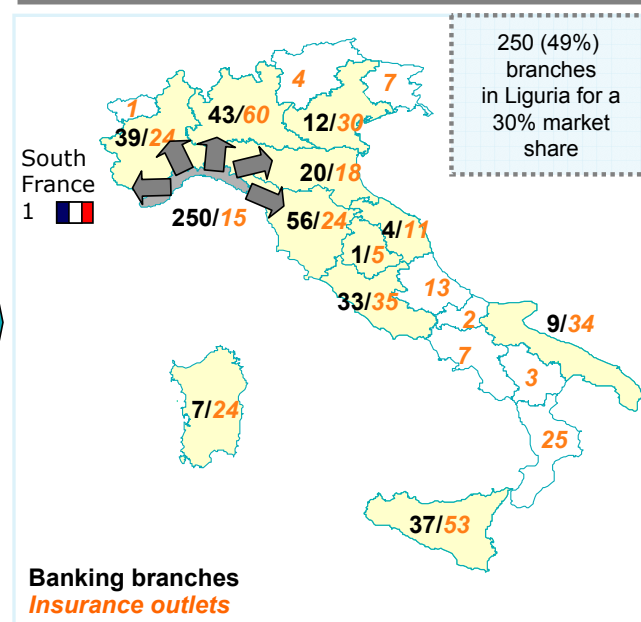 250 (49%)
branches
in Liguria for a
30% market
share
4
7
1
43/60
12/30
39/24
South
France
1
20/18
250/15
56/24
4/11
1/5
33/35
13
2
9/34
7
3
7/24
25
37/53
Banking branches
Insurance outlets